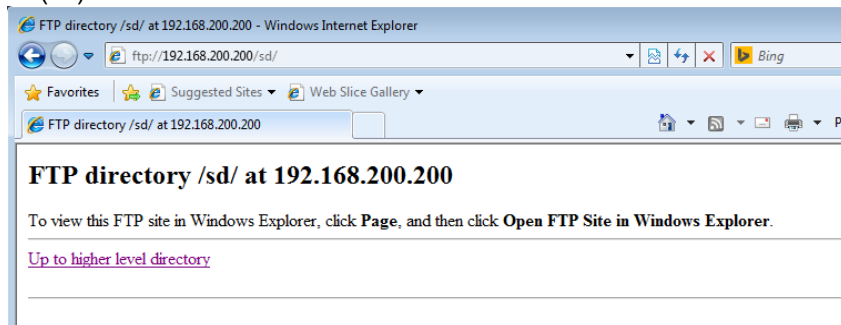 FTP directory /sd/ at 192.168.200.200 - Windows Internet Explorer
ftp://192.168.200.200/sd/ Bing
Favorites Suggested Sites Web Slice Gallery
FTP directory /sd/ at 192.168.200.200 P
FTP directory /sd/ at 192.168.200.200
To view this FTP site in Windows Explorer, click Page, and then click Open FTP Site in Windows Explorer.
Up to higher level directory